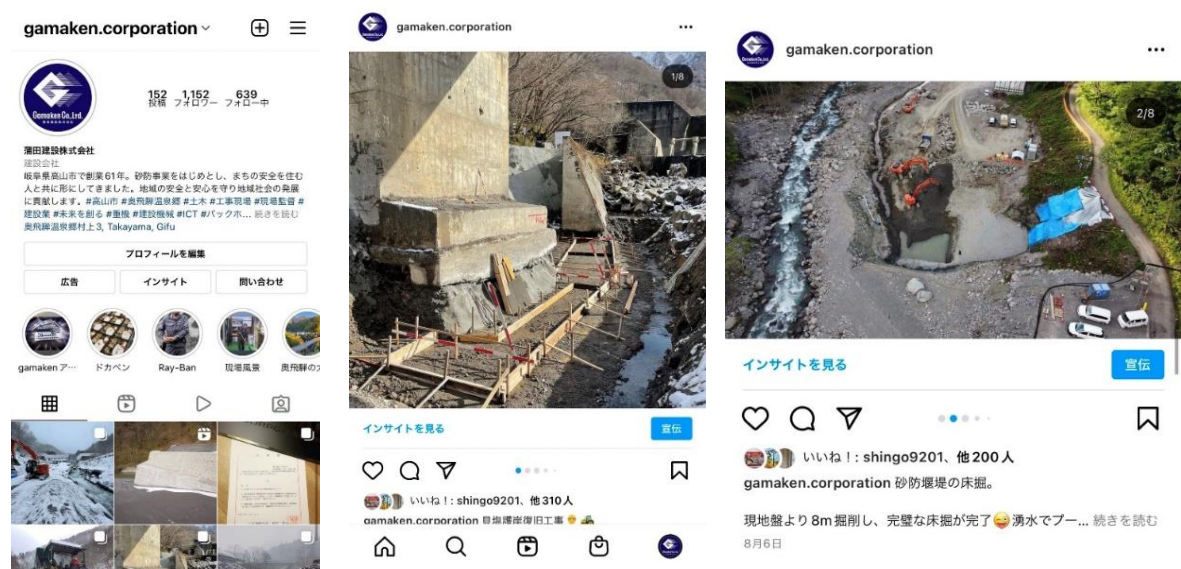 gamaken.corporation
152 1,152 639
投稿 フォロワー フォロー中
Gamaken Co.,Ltd.
蒲田建設株式会社
建設会社
岐阜県高山市で創業61年。砂防事業をはじめとし、まちの安全を住む
人と共に形にしてきました。地域の安全と安心を守り地域社会の発展
に貢献します。#高山市 #奥飛騨温泉郷 #土木 #工事現場 #現場監督 #
建設業 #未来を創る #重機 #建設機械 #ICT #バックホ... 続きを読む
奥飛騨温泉郷村上3, Takayama, Gifu
プロフィールを編集
広告 インサイト 問い合わせ
gamaken ア… ドカベン Ray-Ban 現場風景 奥飛騨の
gamaken.corporation
1/8
インサイトを見る
宣伝
いいね！: shingo9201、他310人
gamaken.corporation 貝塩護岸復旧工事
gamaken.corporation
2/8
インサイトを見る
宣伝
いいね！: shingo9201、他200人
gamaken.corporation 砂防堰堤の床掘。
現地盤より8m掘削し、完璧な床掘が完了😜湧水でプー... 続きを読む
8月6日